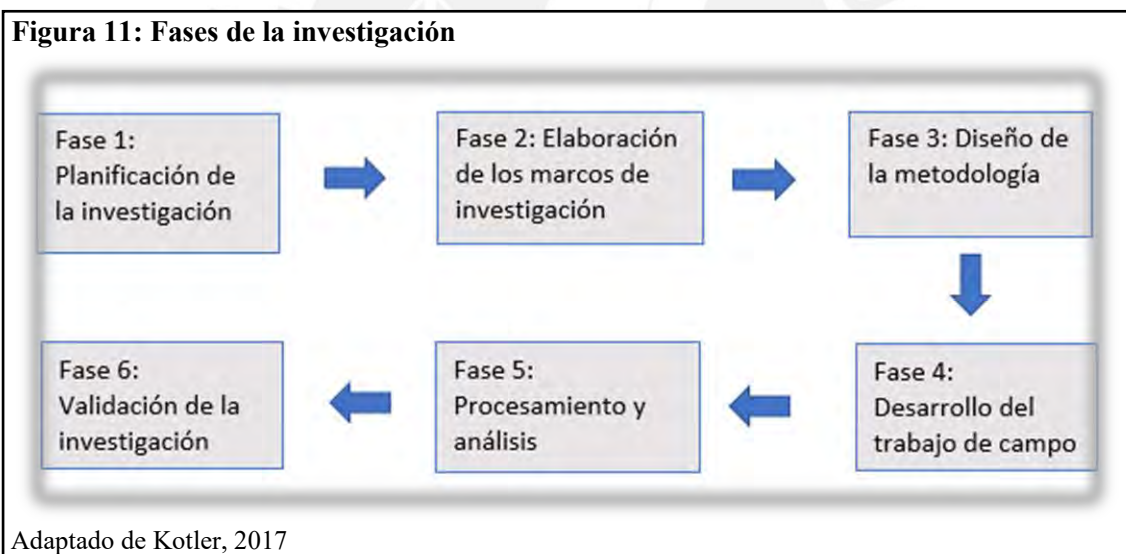 Figura 11: Fases de la investigación
Fase 1:
Planificación de
la investigación
Fase 2: Elaboración
de los marcos de
investigación
Fase 3: Diseño de
la metodología
Fase 4:
Desarrollo del
trabajo de campo
Fase 5:
Procesamiento y
análisis
Fase 6:
Validación de la
investigación
Adaptado de Kotler, 2017